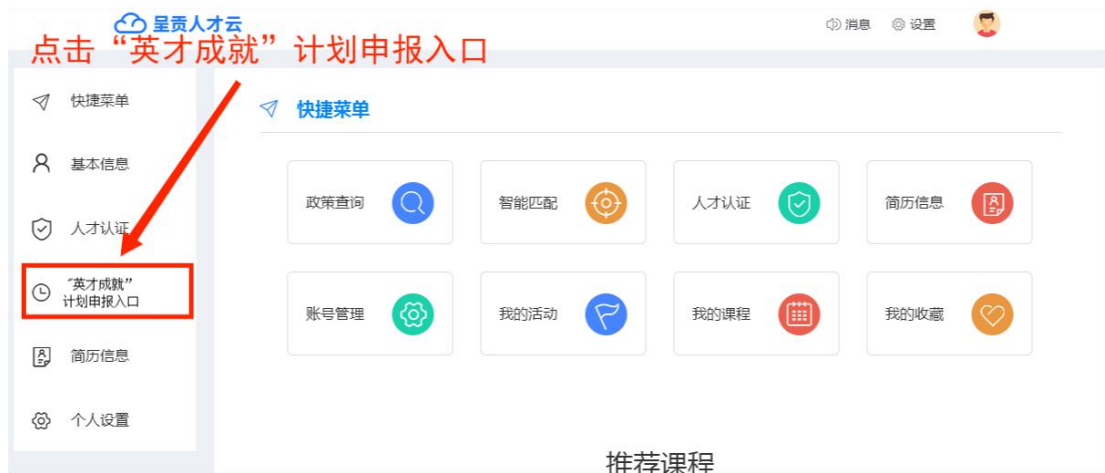 呈贡人才云
消息 设置
点击“英才成就”计划申报入口
快捷菜单
基本信息
人才认证
“英才成就”
计划申报入口
简历信息
个人设置
快捷菜单
政策查询 智能匹配 人才认证 简历信息
账号管理 我的活动 我的课程 我的收藏
推荐课程